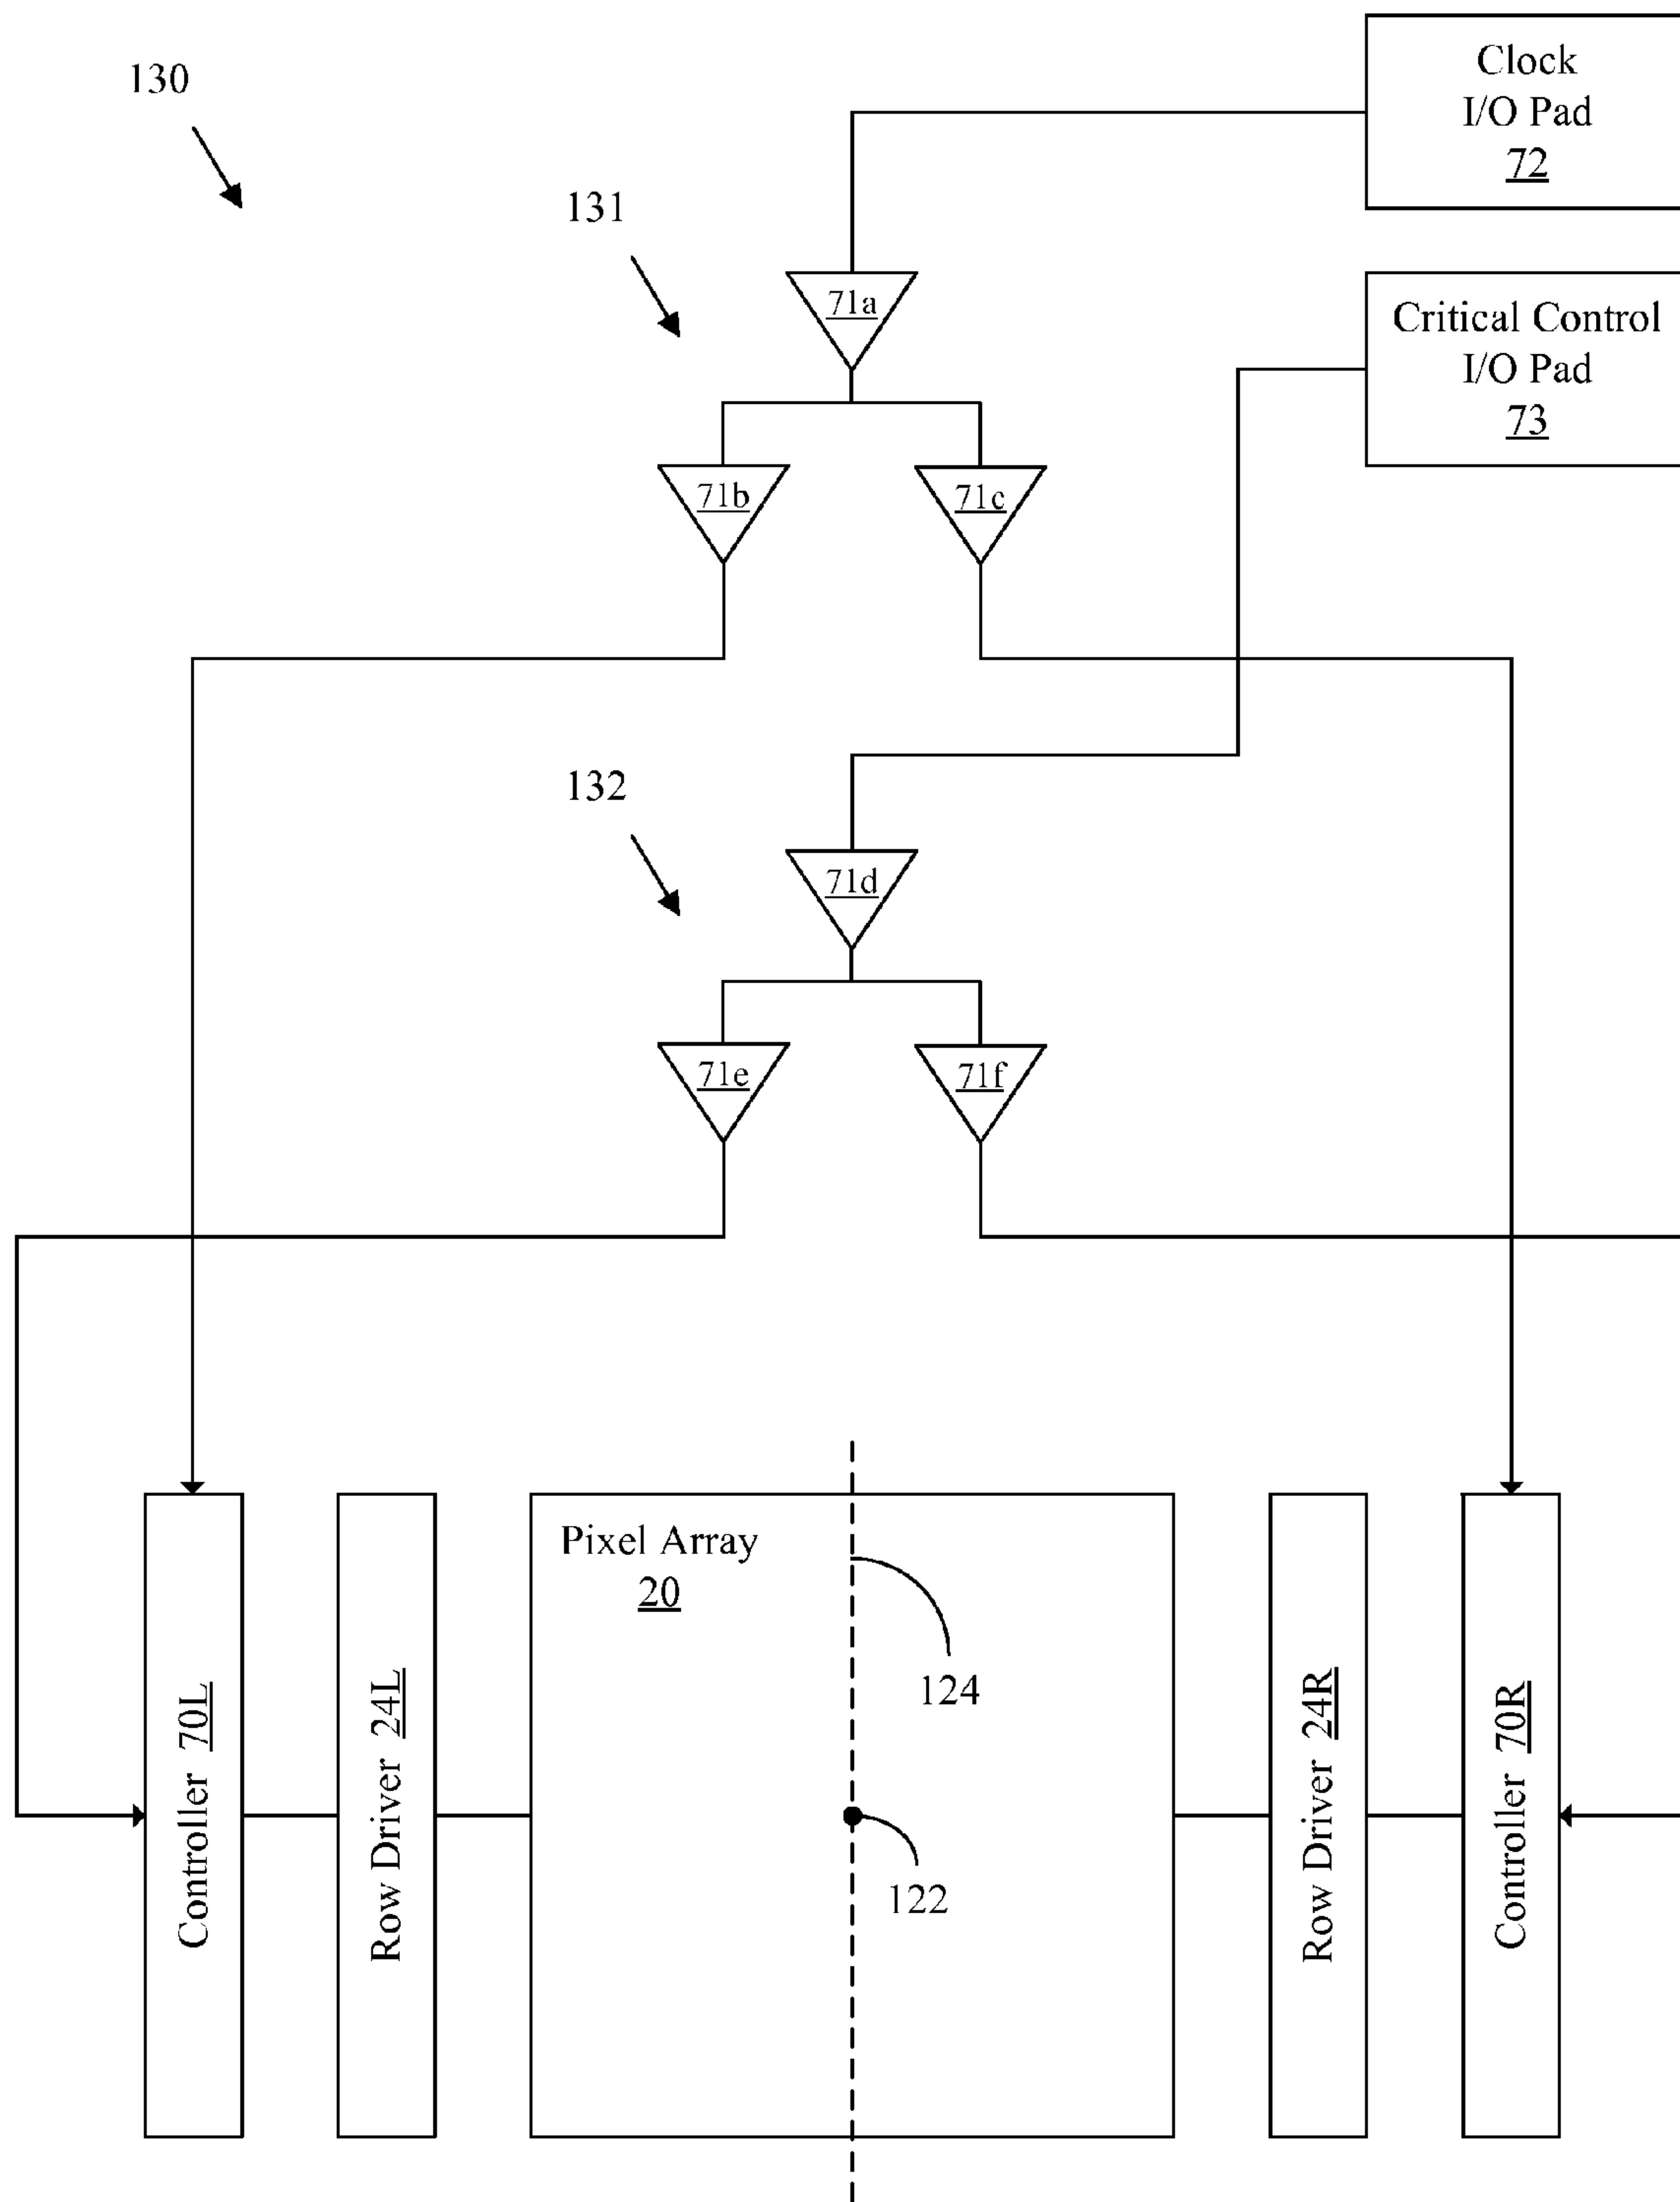 Clock
I/O Pad
72
130
131
71a
Critical Control
I/O Pad
73
71b
71c
132
71d
71e
71f
Pixel Array
20
124
122
Controller 70L
Row Driver 24L
Row Driver 24R
Controller 70R